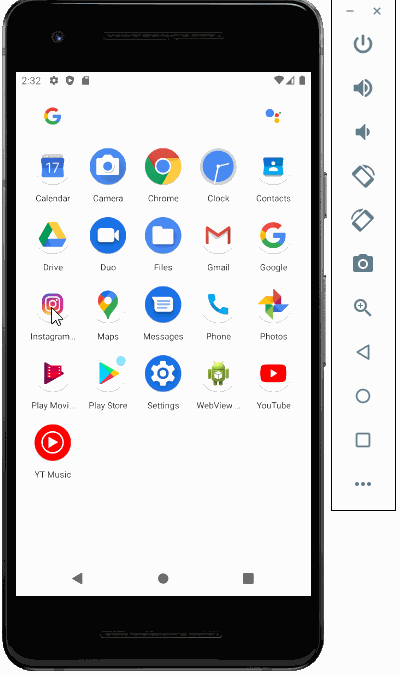 2:32
17
Calendar Camera Chrome Clock Contacts
Drive Duo Files Gmail Google
Instagram... Maps Messages Phone Photos
Play Movi... Play Store Settings WebView ... YouTube
YT Music